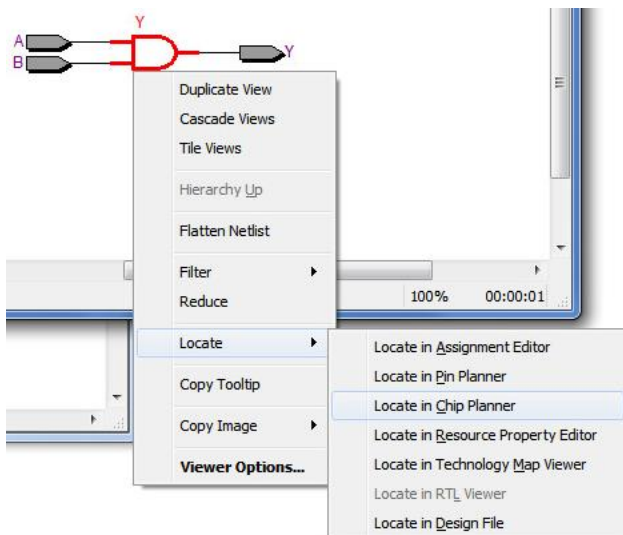 Y
A
Y
B
Duplicate View
Cascade Views
Tile Views
Hierarchy Up
Flatten Netlist
Filter
Reduce
100% 00:00:01
Locate
Copy Tooltip
Copy Image
Viewer Options...
Locate in Assignment Editor
Locate in Pin Planner
Locate in Chip Planner
Locate in Resource Property Editor
Locate in Technology Map Viewer
Locate in RTL Viewer
Locate in Design File